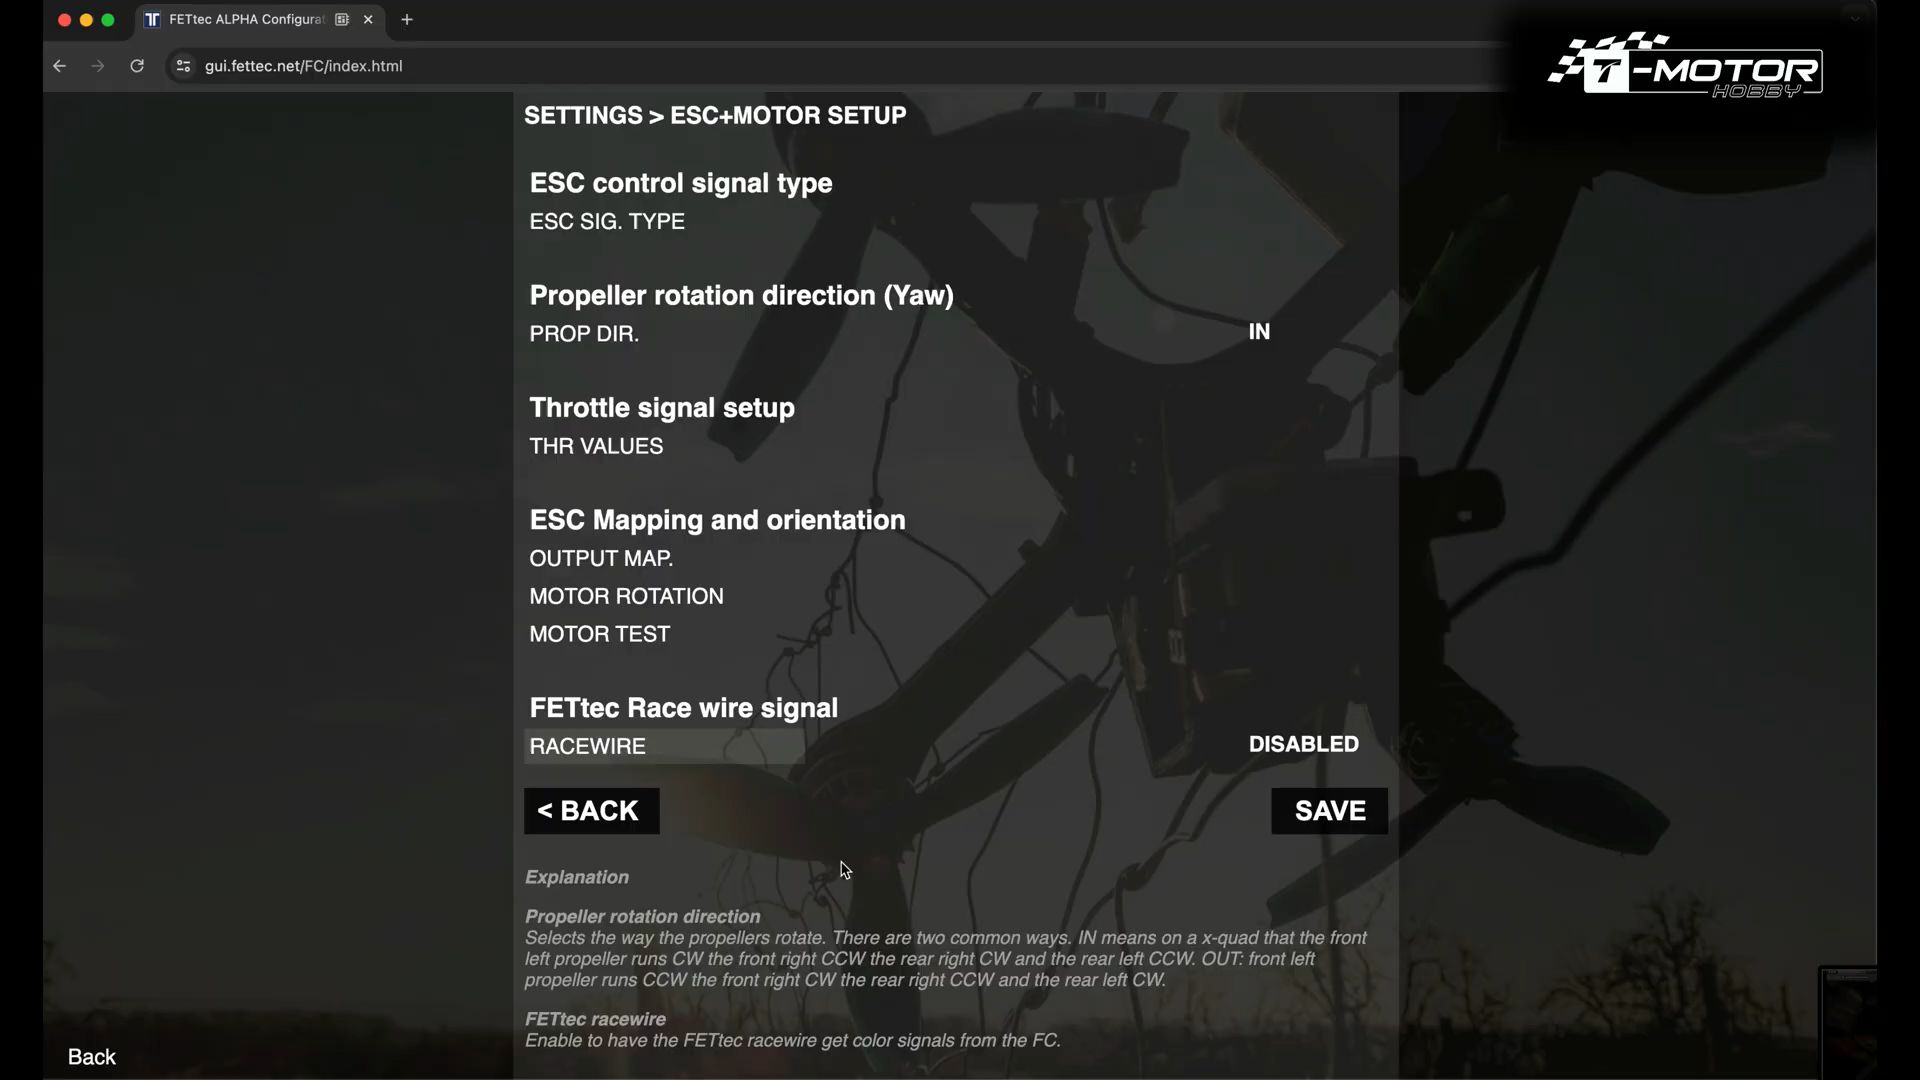 FETtec ALPHA Configurat
gui.fettec.net/FC/index.html
T-MOTOR
HOBBY
SETTINGS > ESC+MOTOR SETUP
ESC control signal type
ESC SIG. TYPE
Propeller rotation direction (Yaw)
PROP DIR.
IN
Throttle signal setup
THR VALUES
ESC Mapping and orientation
OUTPUT MAP.
MOTOR ROTATION
MOTOR TEST
FETtec Race wire signal
RACEWIRE
DISABLED
< BACK
SAVE
Explanation
Propeller rotation direction
Selects the way the propellers rotate. There are two common ways. IN means on a x-quad that the front
left propeller runs CW the front right CCW the rear right CW and the rear left CCW. OUT: front left
propeller runs CCW the front right CW the rear right CCW and the rear left CW.
FETtec racewire
Enable to have the FETtec racewire get color signals from the FC.
Back